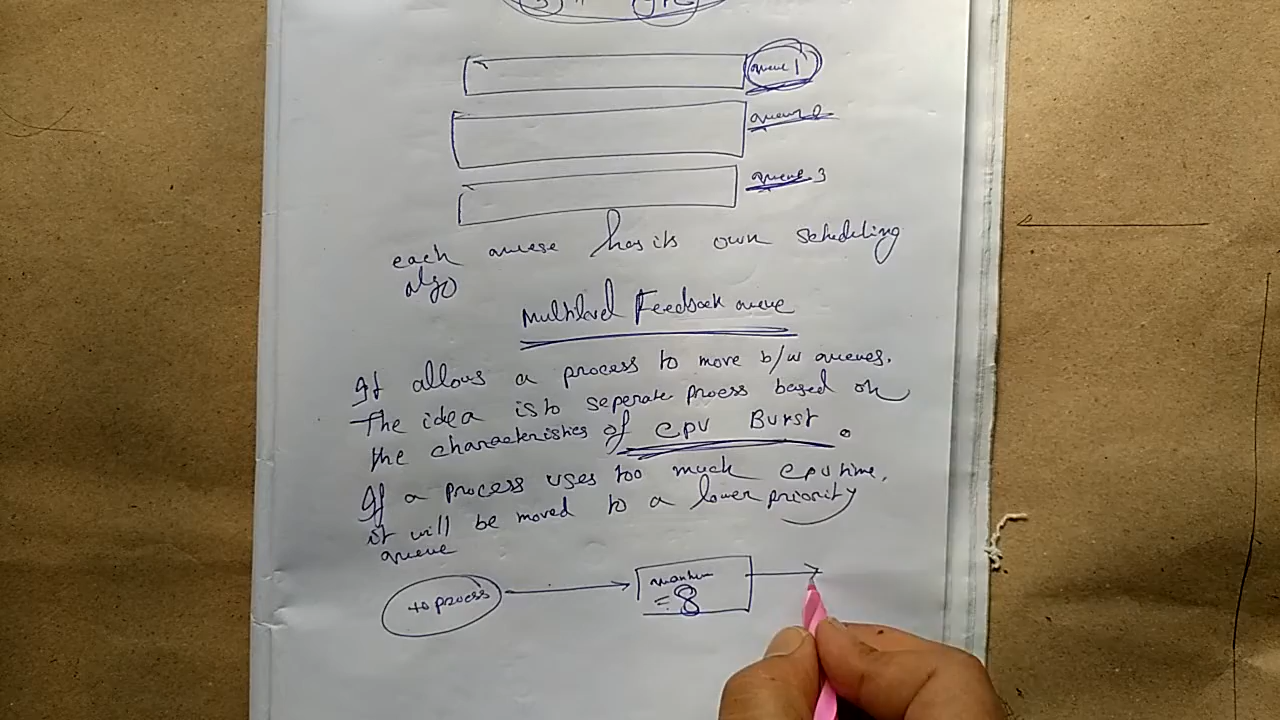 queue 1
queue 2
queue 3
each queue has its own scheduling
algo
Multilevel Feedback queue
It allows a process to move b/w queues.
The idea is to seperate process based on
the characteristics of CPU Burst.
If a process uses too much cpu time,
it will be moved to a lower priority
queue
40 process
quantum
= 8